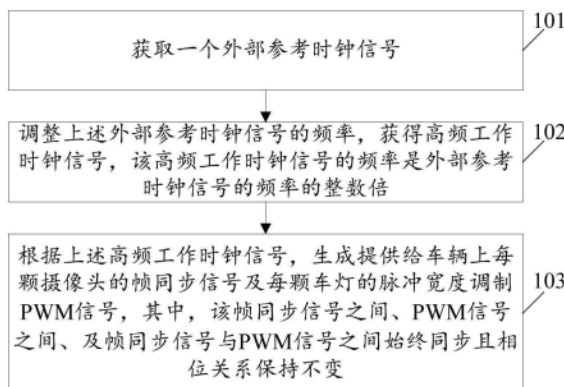 101
获取一个外部参考时钟信号
102
调整上述外部参考时钟信号的频率，获得高频工作
时钟信号，该高频工作时钟信号的频率是外部参考
时钟信号的频率的整数倍
103
根据上述高频工作时钟信号，生成提供给车辆上每
颗摄像头的帧同步信号及每颗车灯的脉冲宽度调制
PWM信号，其中，该帧同步信号之间、PWM信号
之间、及帧同步信号与PWM信号之间始终同步且相
位关系保持不变